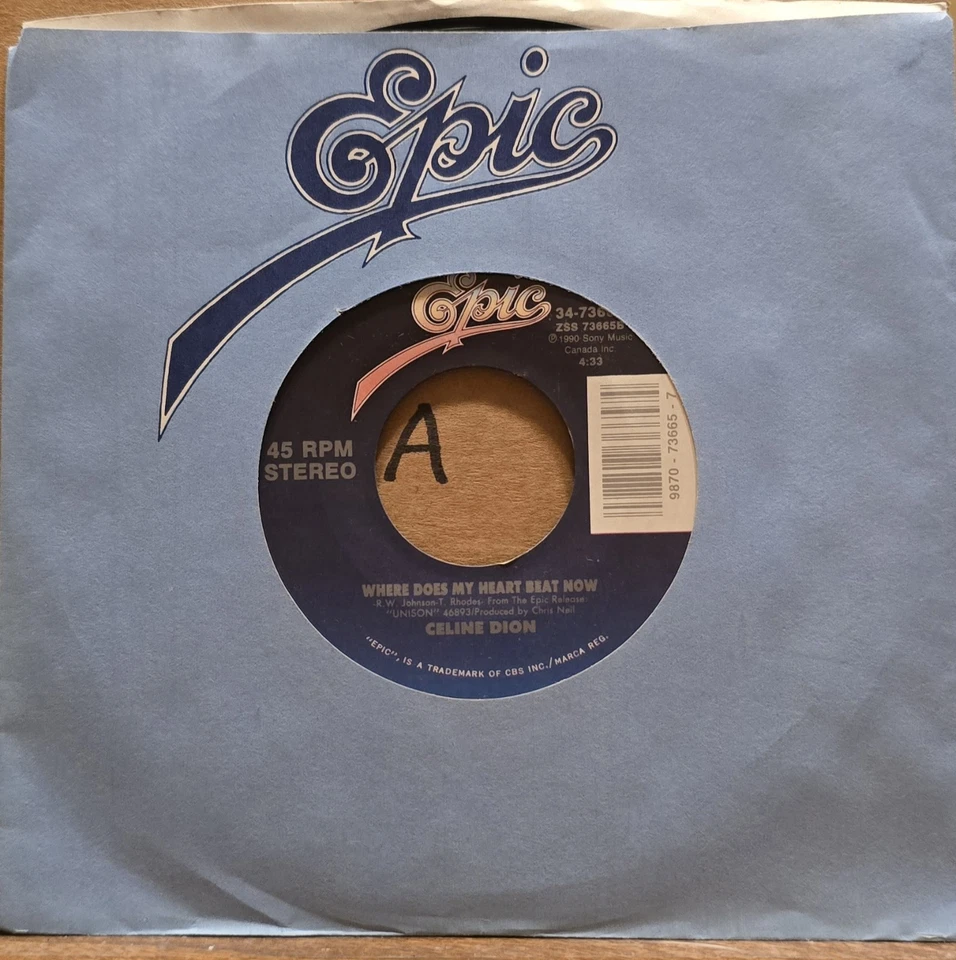 Epic
Epic
34-736
ZSS 73665B
℗ 1990 Sony Music
Canada Inc.
4:33
A
45 RPM
STEREO
9870 - 73665 - 7
WHERE DOES MY HEART BEAT NOW
-R.W. Johnson-T. Rhodes- From The Epic Release
"UNISON" 46893/Produced by Chris Neil
CELINE DION
"EPIC", IS A TRADEMARK OF CBS INC./MARCA REG.